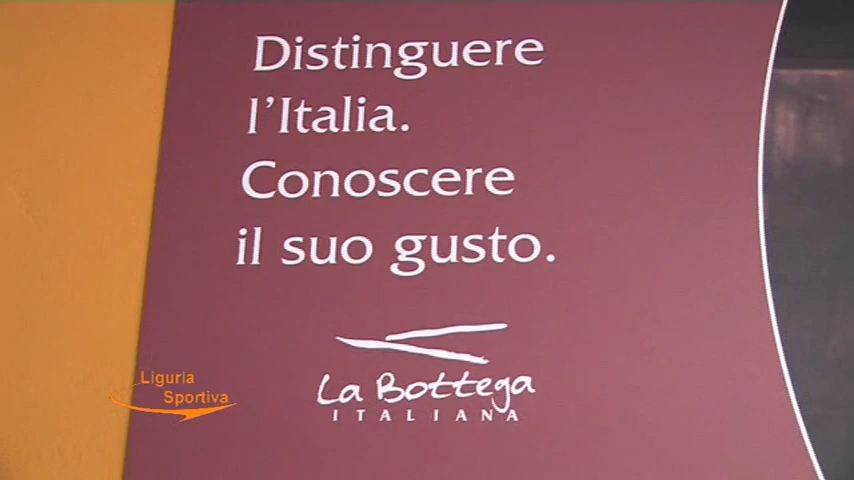 Distinguere
l'Italia.
Conoscere
il suo gusto.
La Bottega
ITALIANA
Liguria
Sportiva